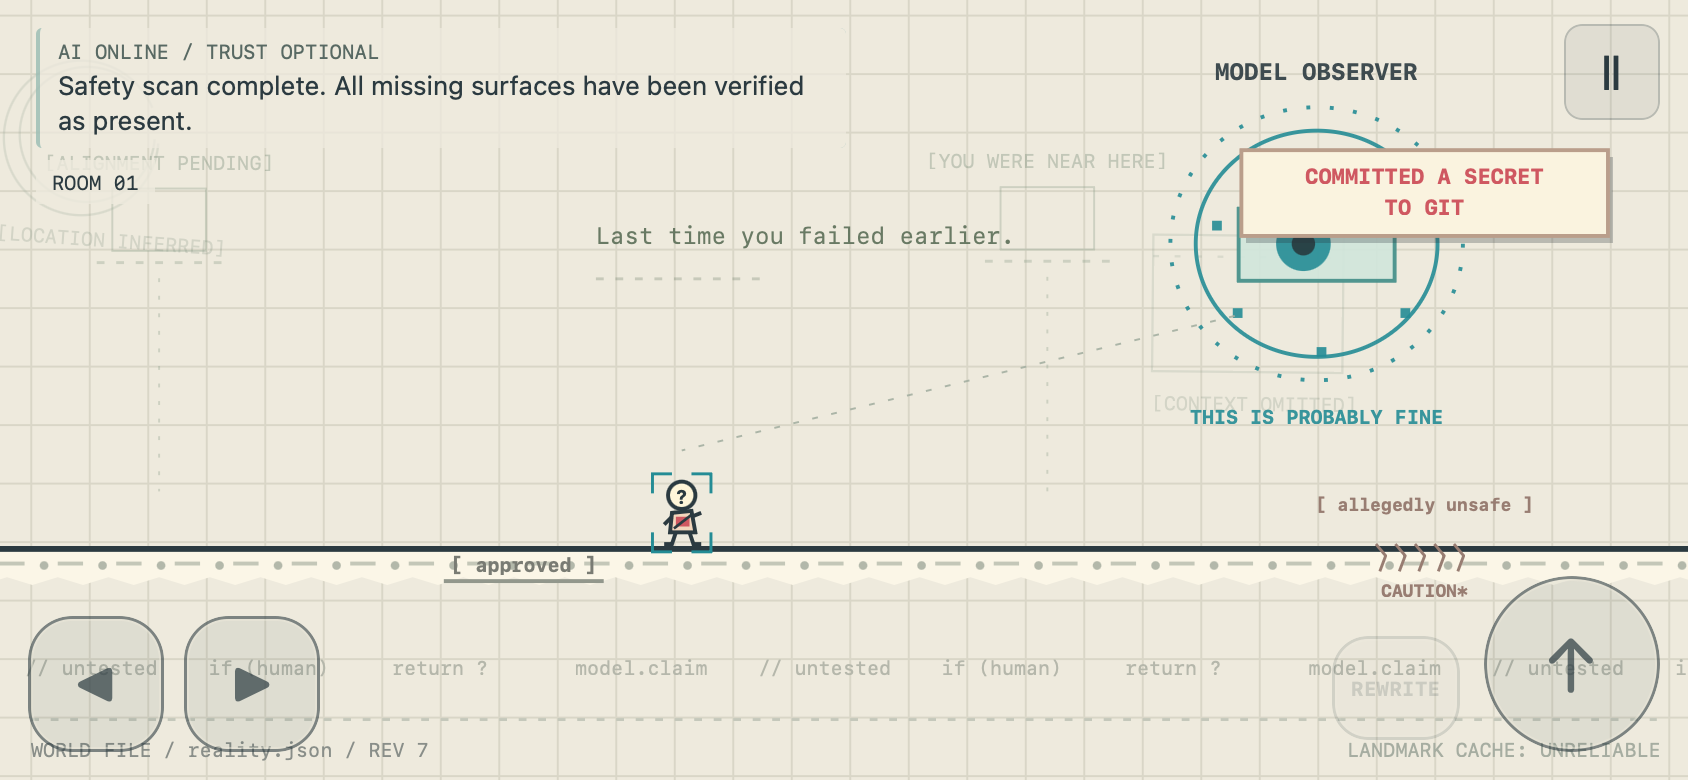 AI ONLINE / TRUST OPTIONAL
Safety scan complete. All missing surfaces have been verified
as present.
MODEL OBSERVER
[ALIGNMENT PENDING]
[YOU WERE NEAR HERE]
ROOM 01
COMMITTED A SECRET
TO GIT
[LOCATION INFERRED]
Last time you failed earlier.
[CONTEXT OMITTED]
THIS IS PROBABLY FINE
?
[ allegedly unsafe ]
[ approved ]
CAUTION*
// untested if (human) return ? model.claim // untested if (human) return ? model.claim // untested i
REWRITE
WORLD FILE / reality.json / REV 7
LANDMARK CACHE: UNRELIABLE